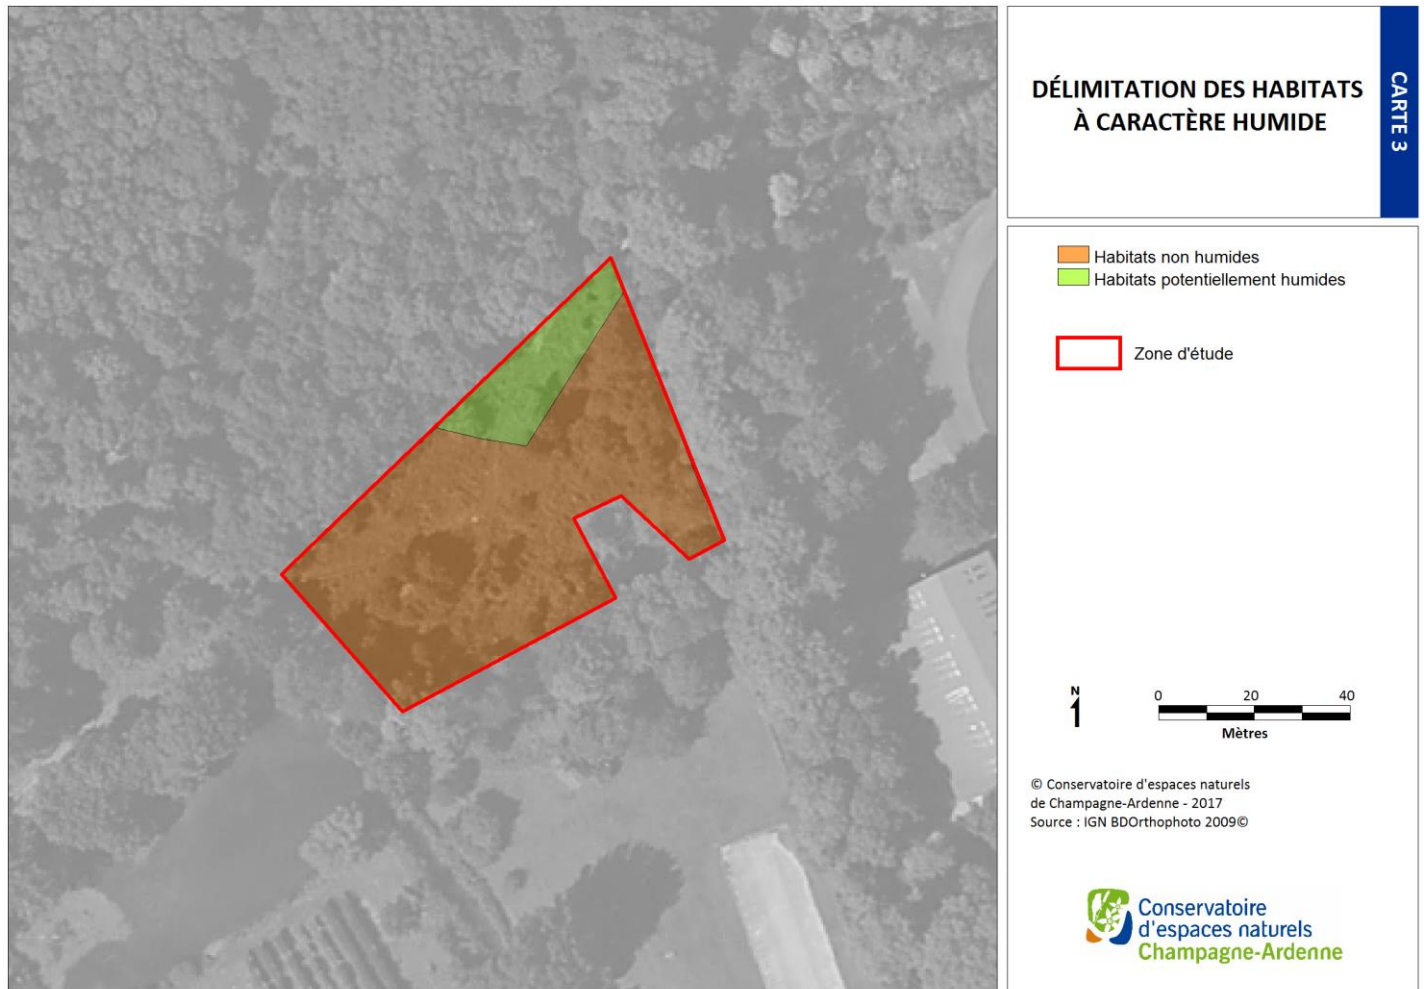 DÉLIMITATION DES HABITATS
À CARACTÈRE HUMIDE
CARTE 3
Habitats non humides
Habitats potentiellement humides
Zone d'étude
N
0 20 40
Mètres
© Conservatoire d'espaces naturels
de Champagne-Ardenne - 2017
Source : IGN BDOrthophoto 2009©
Conservatoire
d'espaces naturels
Champagne-Ardenne